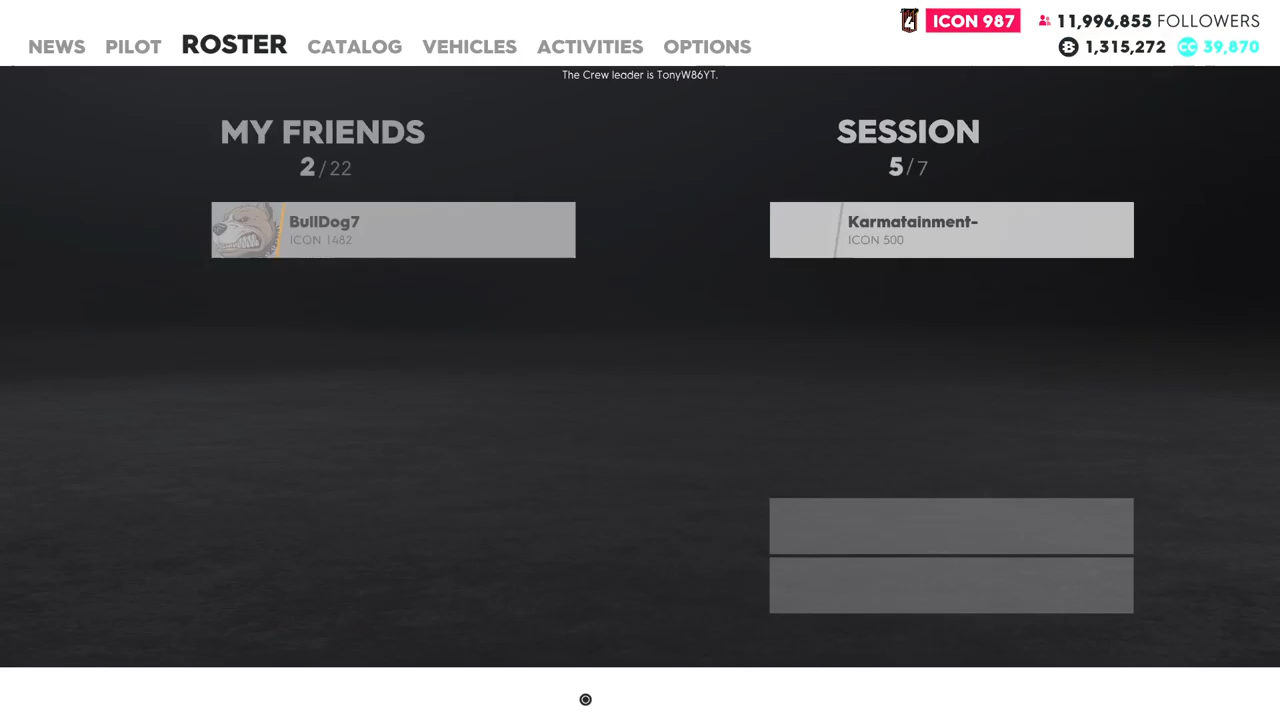 ICON 987
11,996,855 FOLLOWERS
NEWS PILOT ROSTER CATALOG VEHICLES ACTIVITIES OPTIONS
1,315,272 CC 39,870
The Crew leader is TonyW86YT.
MY FRIENDS
2/22
SESSION
5/7
BullDog7
ICON 1482
Karmatainment-
ICON 500